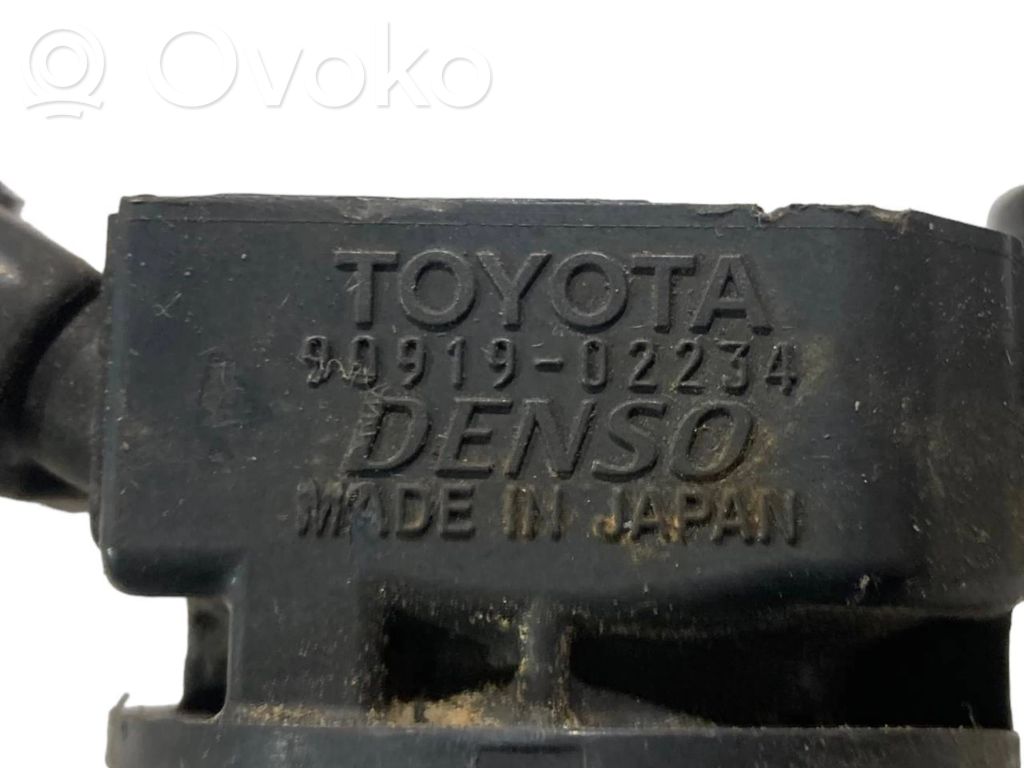 Ovoko
TOYOTA
90919-02234
DENSO
MADE IN JAPAN